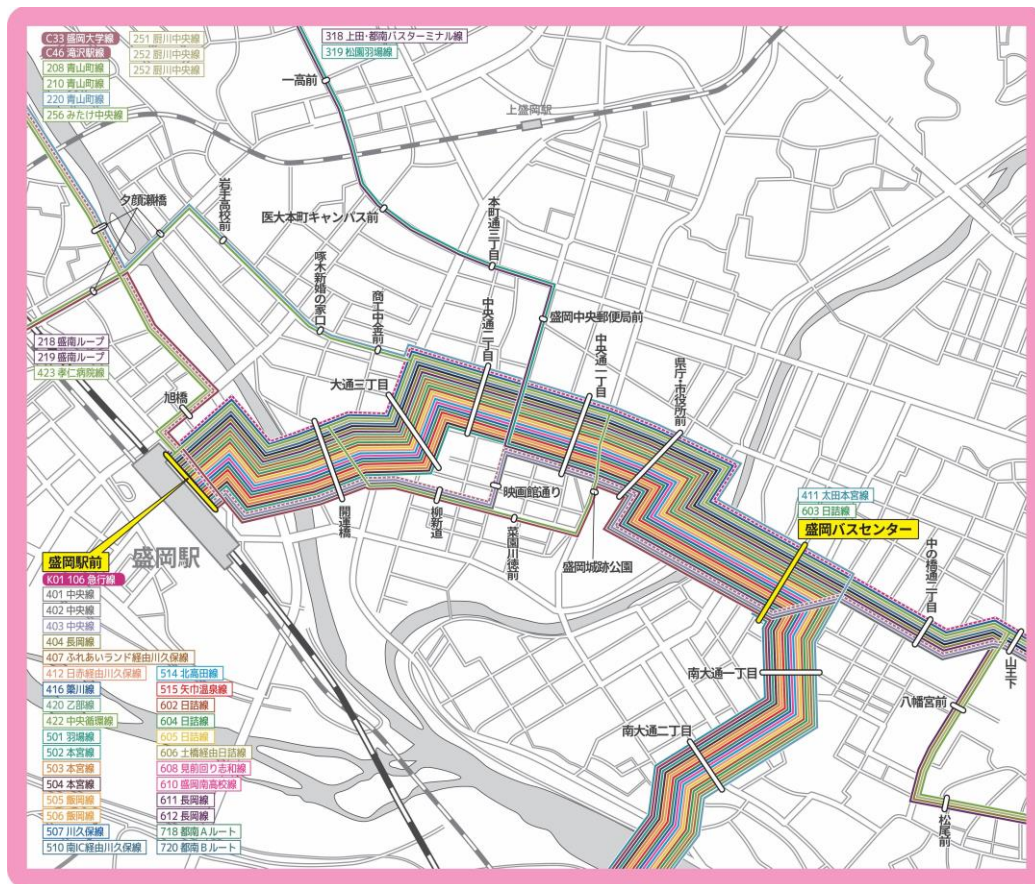 C33 盛岡大学線
C46 滝沢駅線
208 青山町線
210 青山町線
220 青山町線
256 みたけ中央線
251 厨川中央線
252 厨川中央線
252 厨川中央線
318 上田・都南バスターミナル線
319 松園羽場線
一高前
上盛岡駅
夕顔瀬橋
岩手高校前
医大本町キャンパス前
本町通三丁目
啄木新婚の家口
商工中金前
中央通二丁目
盛岡中央郵便局前
中央通一丁目
県庁・市役所前
218 盛南ループ
219 盛南ループ
423 孝仁病院線
旭橋
大通三丁目
開運橋
柳新道
映画館通り
菜園川徳前
盛岡城跡公園
411 太田本宮線
603 日詰線
盛岡バスセンター
中の橋通二丁目
山王下
八幡宮前
松尾前
南大通一丁目
南大通二丁目
盛岡駅
盛岡駅前
K01 106 急行線
401 中央線
402 中央線
403 中央線
404 長岡線
407 ふれあいランド経由川久保線
412 日赤経由川久保線
416 簗川線
420 乙部線
422 中央循環線
501 羽場線
502 本宮線
503 本宮線
504 本宮線
505 飯岡線
506 飯岡線
507 川久保線
510 南IC経由川久保線
514 北高田線
515 矢巾温泉線
602 日詰線
604 日詰線
605 日詰線
606 土橋経由日詰線
608 見前回り志和線
610 盛岡南高校線
611 長岡線
612 長岡線
718 都南Aルート
720 都南Bルート